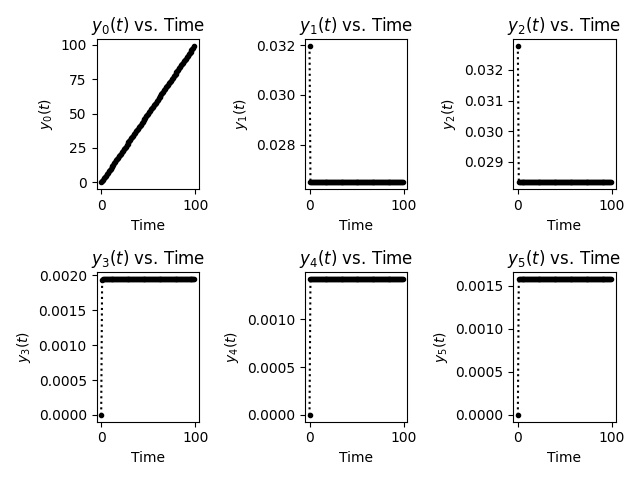 y₀(t) vs. Time
y₁(t) vs. Time
y₂(t) vs. Time
100
75
50
25
0
y₀(t)
0 100
Time
0.032
0.030
0.028
y₁(t)
0 100
Time
0.032
0.031
0.030
0.029
y₂(t)
0 100
Time
y₃(t) vs. Time
y₄(t) vs. Time
y₅(t) vs. Time
0.0020
0.0015
0.0010
0.0005
0.0000
y₃(t)
0 100
Time
0.0010
0.0005
0.0000
y₄(t)
0 100
Time
0.0015
0.0010
0.0005
0.0000
y₅(t)
0 100
Time